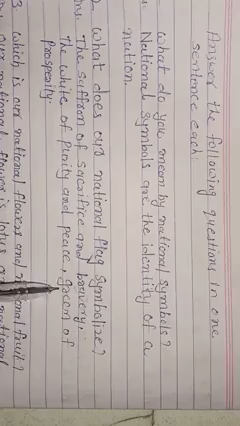 Answer the following questions in one
sentence each.
what do you mean by national symbols?
s. National symbols are the identity of a
nation.
2. what does our national flag symbolize?
Ans. The saffron of sacrifice and bravery,
The white of purity and peace, green of
prosperity.
3. which is our national flower and national fruit?
our national flower is lotus and national